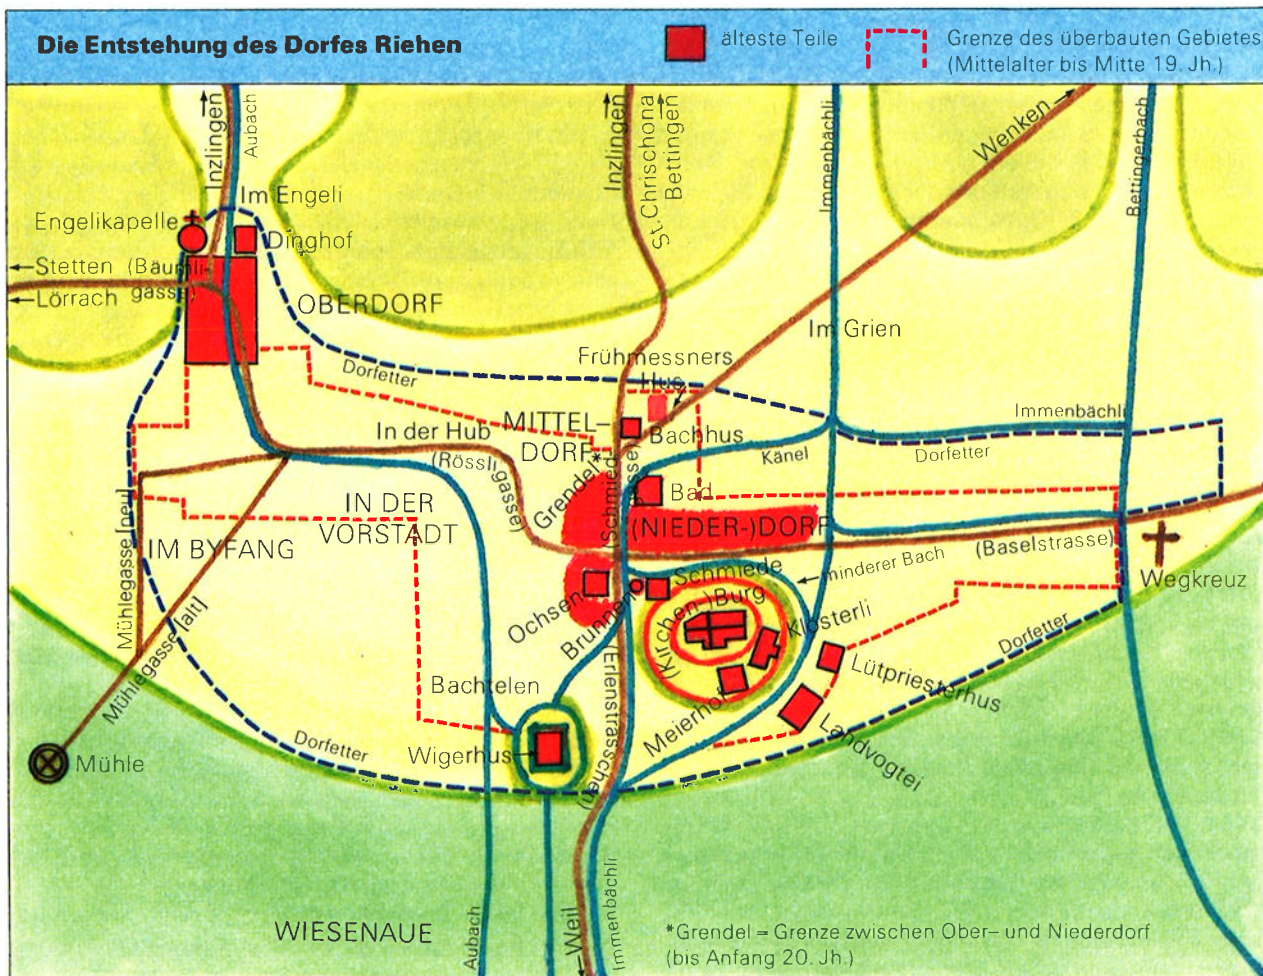 Die Entstehung des Dorfes Riehen
älteste Teile
Grenze des überbauten Gebietes
(Mittelalter bis Mitte 19. Jh.)
Inzlingen
Aubach
Inzlingen
St. Chrischona
Bettingen
Immenbächli
Wenken
Bettingerbach
Im Engeli
Engelikapelle
Dinghof
Stetten (Bäumli-
Lörrach gasse)
OBERDORF
Im Grien
Frühmessners
Hus
Dorfetter
MITTEL-
DORF
Bachhus
In der Hub
(Rössligasse)
Grendel*
(Schmiedgasse)
Känel
Immenbächli
Dorfetter
Bad
IN DER
VORSTADT
(NIEDER-)DORF
IM BYFANG
Mühlegasse [neu]
Mühlegasse [alt]
minderer Bach
(Baselstrasse)
Wegkreuz
Ochsen
Brunnen
Schmiede
(Kirchen-)Burg
Klösterli
Meierhof
Lütpriesterhus
Landvogtei
Dorfetter
(Erlensträsschen)
Bachtelen
Wigerhus
Dorfetter
Mühle
WIESENAUE
Aubach
Weil
Immenbächli
*Grendel = Grenze zwischen Ober- und Niederdorf
(bis Anfang 20. Jh.)